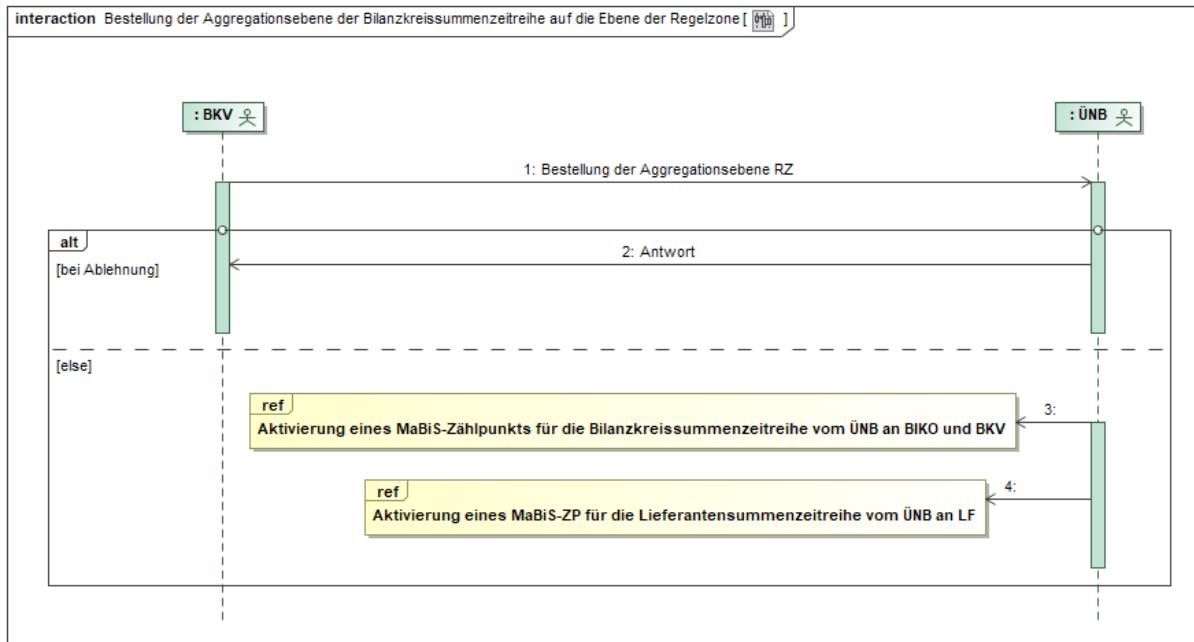 interaction Bestellung der Aggregationsebene der Bilanzkreissummenzeitreihe auf die Ebene der Regelzone [ ]
: BKV
: ÜNB
1: Bestellung der Aggregationsebene RZ
alt
2: Antwort
[bei Ablehnung]
[else]
ref
3:
Aktivierung eines MaBiS-Zählpunkts für die Bilanzkreissummenzeitreihe vom ÜNB an BIKO und BKV
ref
4:
Aktivierung eines MaBiS-ZP für die Lieferantensummenzeitreihe vom ÜNB an LF